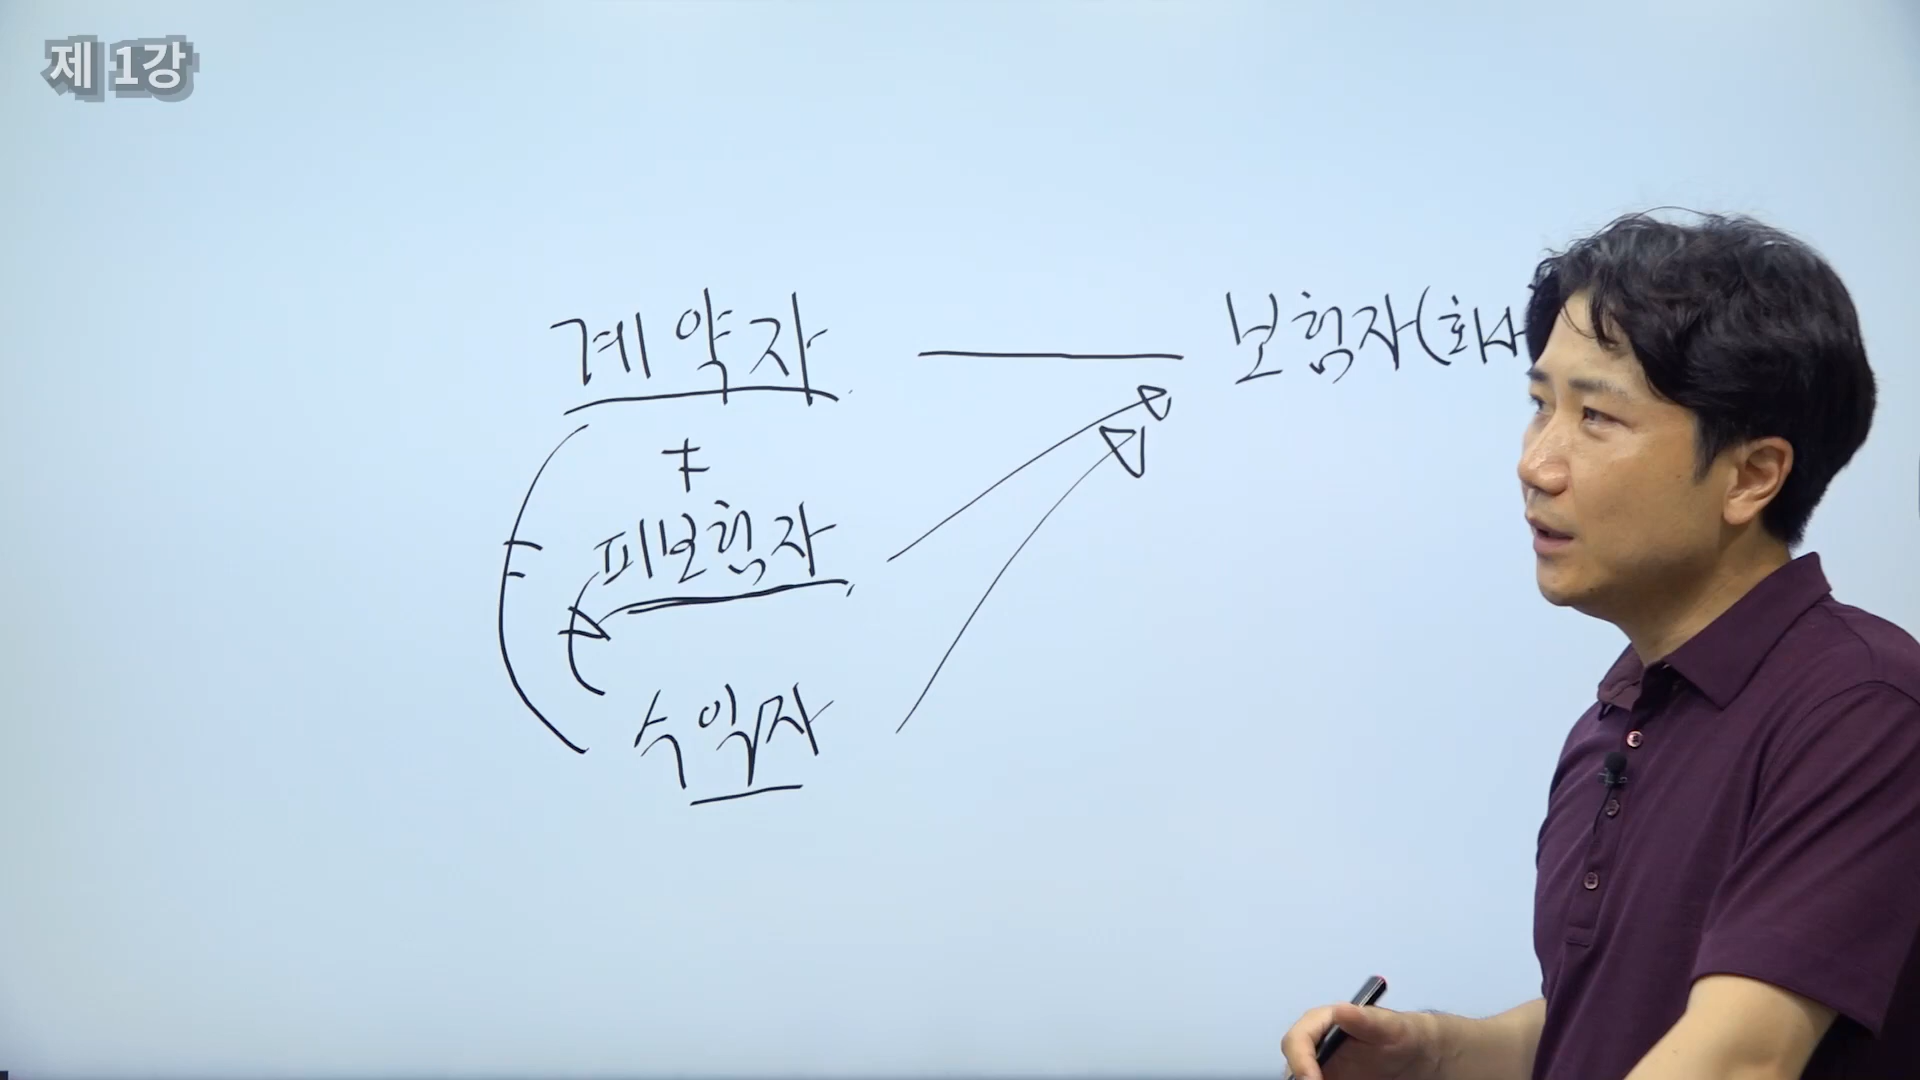 제 1강
계약자 보험자(회사
≠
피보험자
수익자